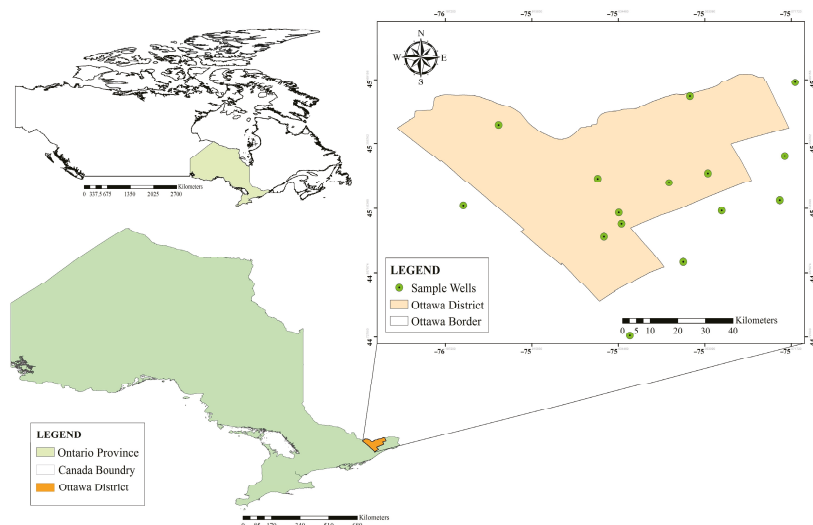 -76 -75 -75 -75 -75
N
W E
S
45
45
45
44
44
Kilometers
0 337,5 675 1350 2025 2700
LEGEND
Sample Wells
Ottawa District
Ottawa Border
Kilometers
0 5 10 20 30 40
-76 -75 -75 -75 -75
LEGEND
Ontario Province
Canada Boundry
Ottawa District
Kilometers